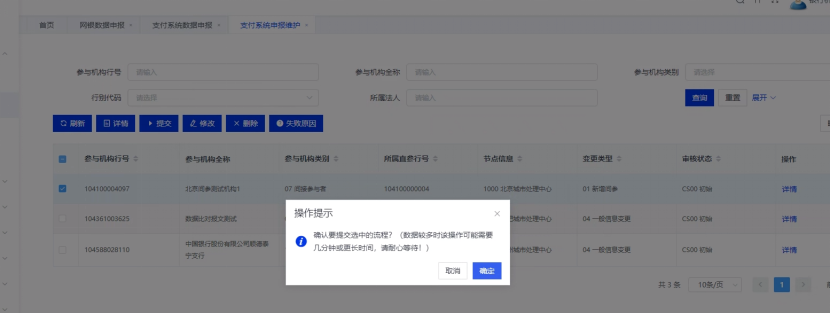 首页 网银数据申报 支付系统数据申报 支付系统申报维护
参与机构行号 请输入 参与机构全称 请输入 参与机构类别 请选择
行别代码 请选择 所属法人 请输入 查询 重置 展开
刷新 详情 提交 修改 删除 失败原因
参与机构行号 参与机构全称 参与机构类别 所属直参行号 节点信息 变更类型 审核状态 操作
104100004097 北京间参测试机构1 07 间接参与者 104100000004 1000 北京城市处理中心 01 新增间参 CS00 初始 详情
104361003625 数据比对报文测试 城市处理中心 04 一般信息变更 CS00 初始 详情
104588028110 中国银行股份有限公司顺德泰宁支行 城市处理中心 04 一般信息变更 CS00 初始 详情
操作提示
确认要提交选中的流程？（数据较多时该操作可能需要
几分钟或更长时间，请耐心等待！）
取消 确定
共 3 条 10条/页 1